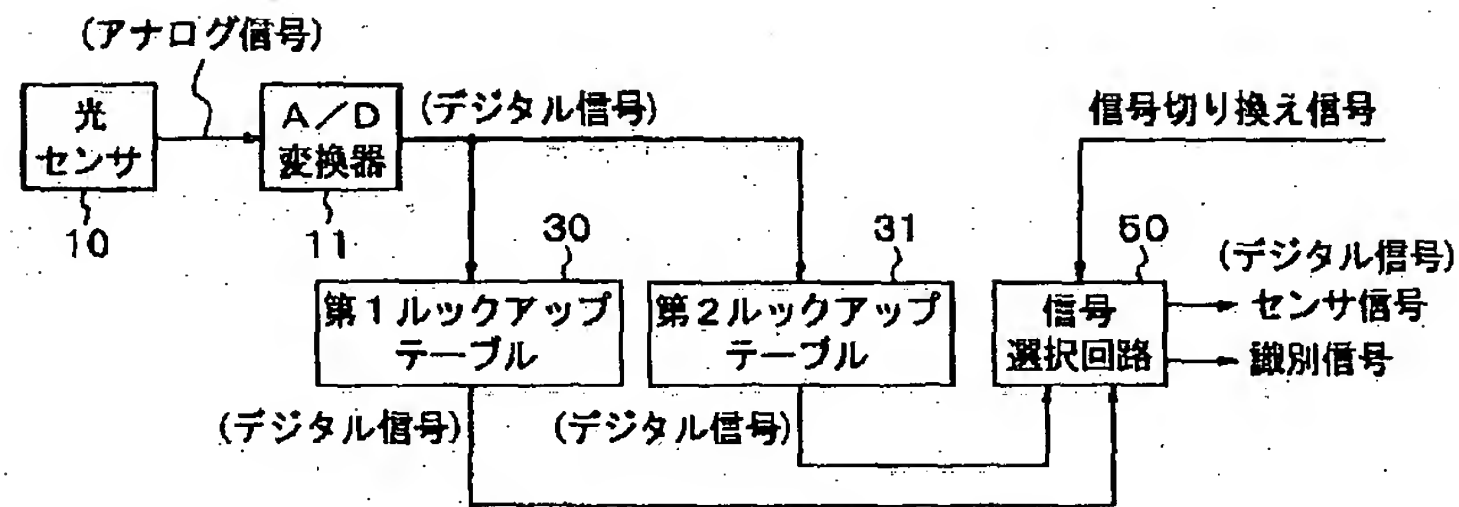 (アナログ信号)
光
センサ
A/D
変換器
(デジタル信号)
信号切り換え信号
10
11
30
31
50
(デジタル信号)
第1ルックアップ
テーブル
第2ルックアップ
テーブル
信号
選択回路
センサ信号
識別信号
(デジタル信号)
(デジタル信号)